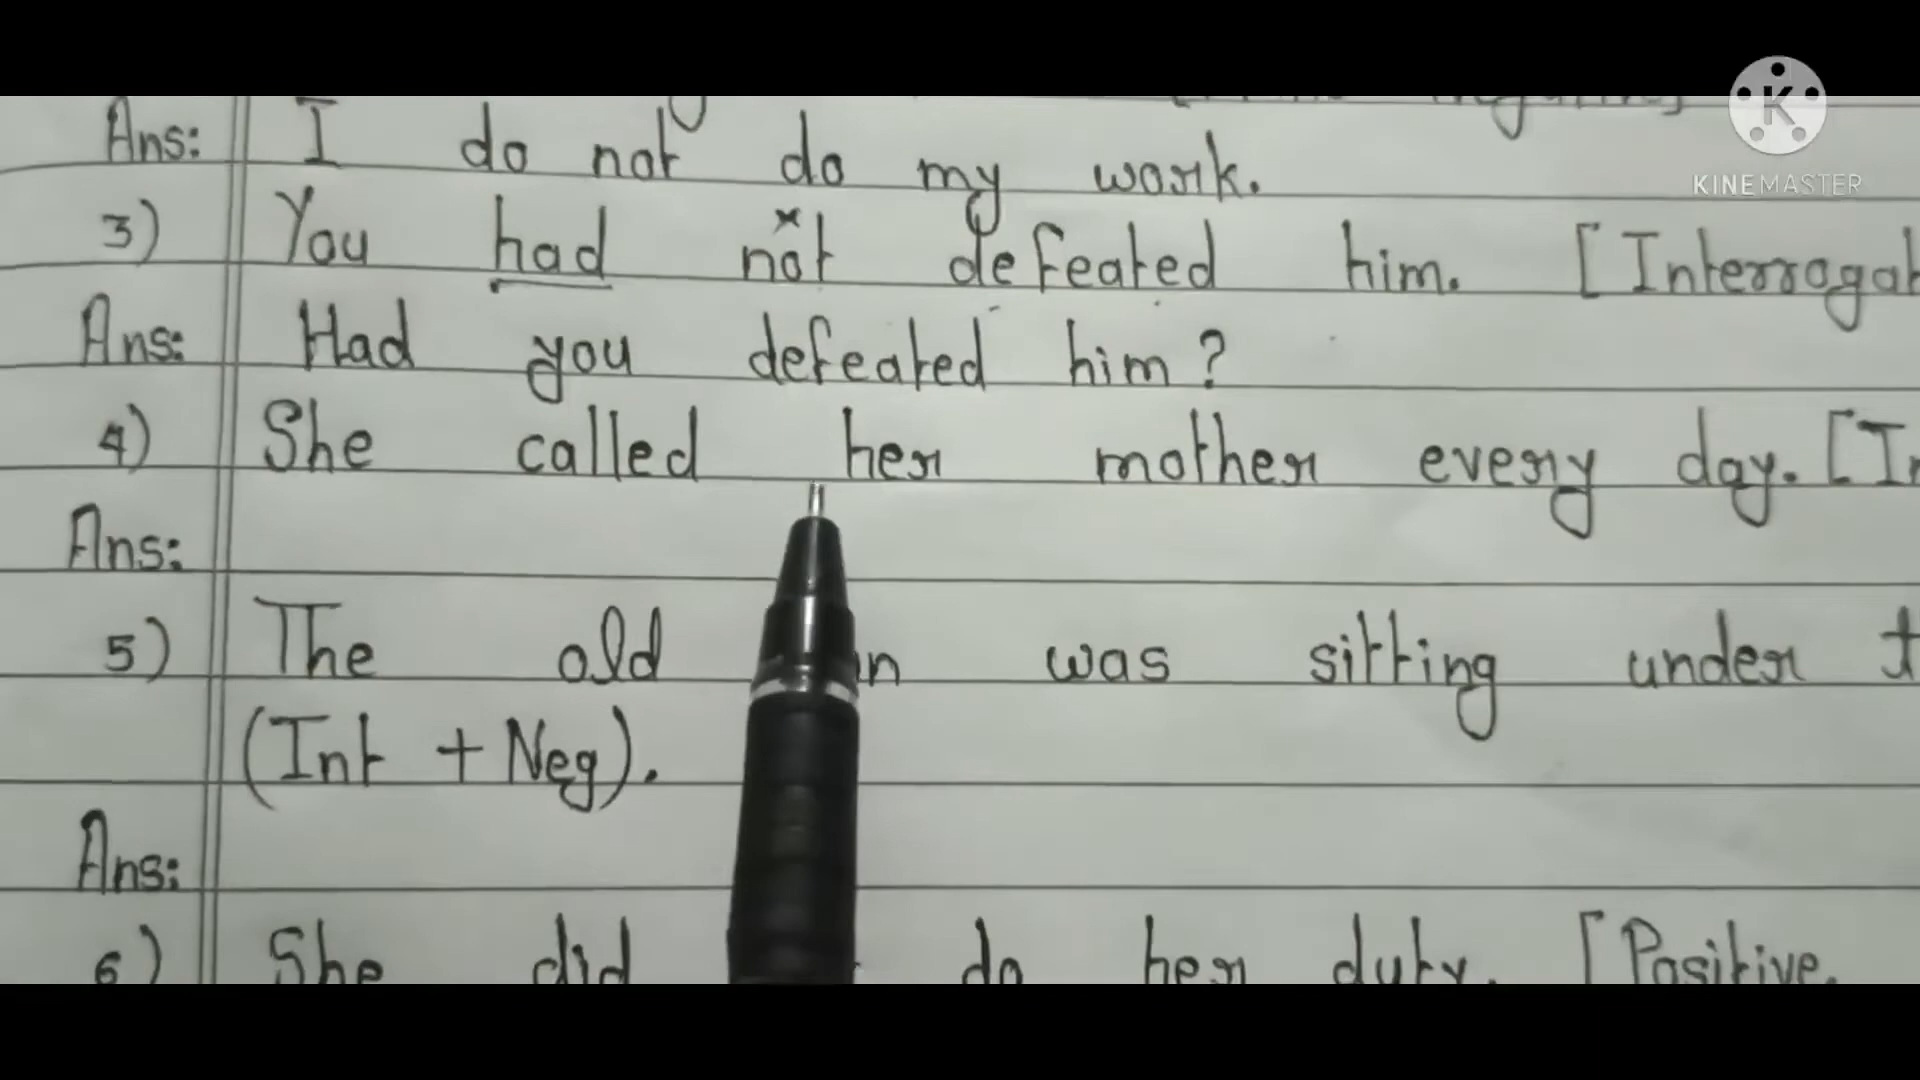 Ans: I do not do my work.
3) You had not defeated him. [Interrogat
Ans: Had you defeated him?
4) She called her mother every day. [In
Ans:
5) The old was sitting under t
(Int + Neg).
Ans:
6) She did do her duty. [Positive.
KINEMASTER